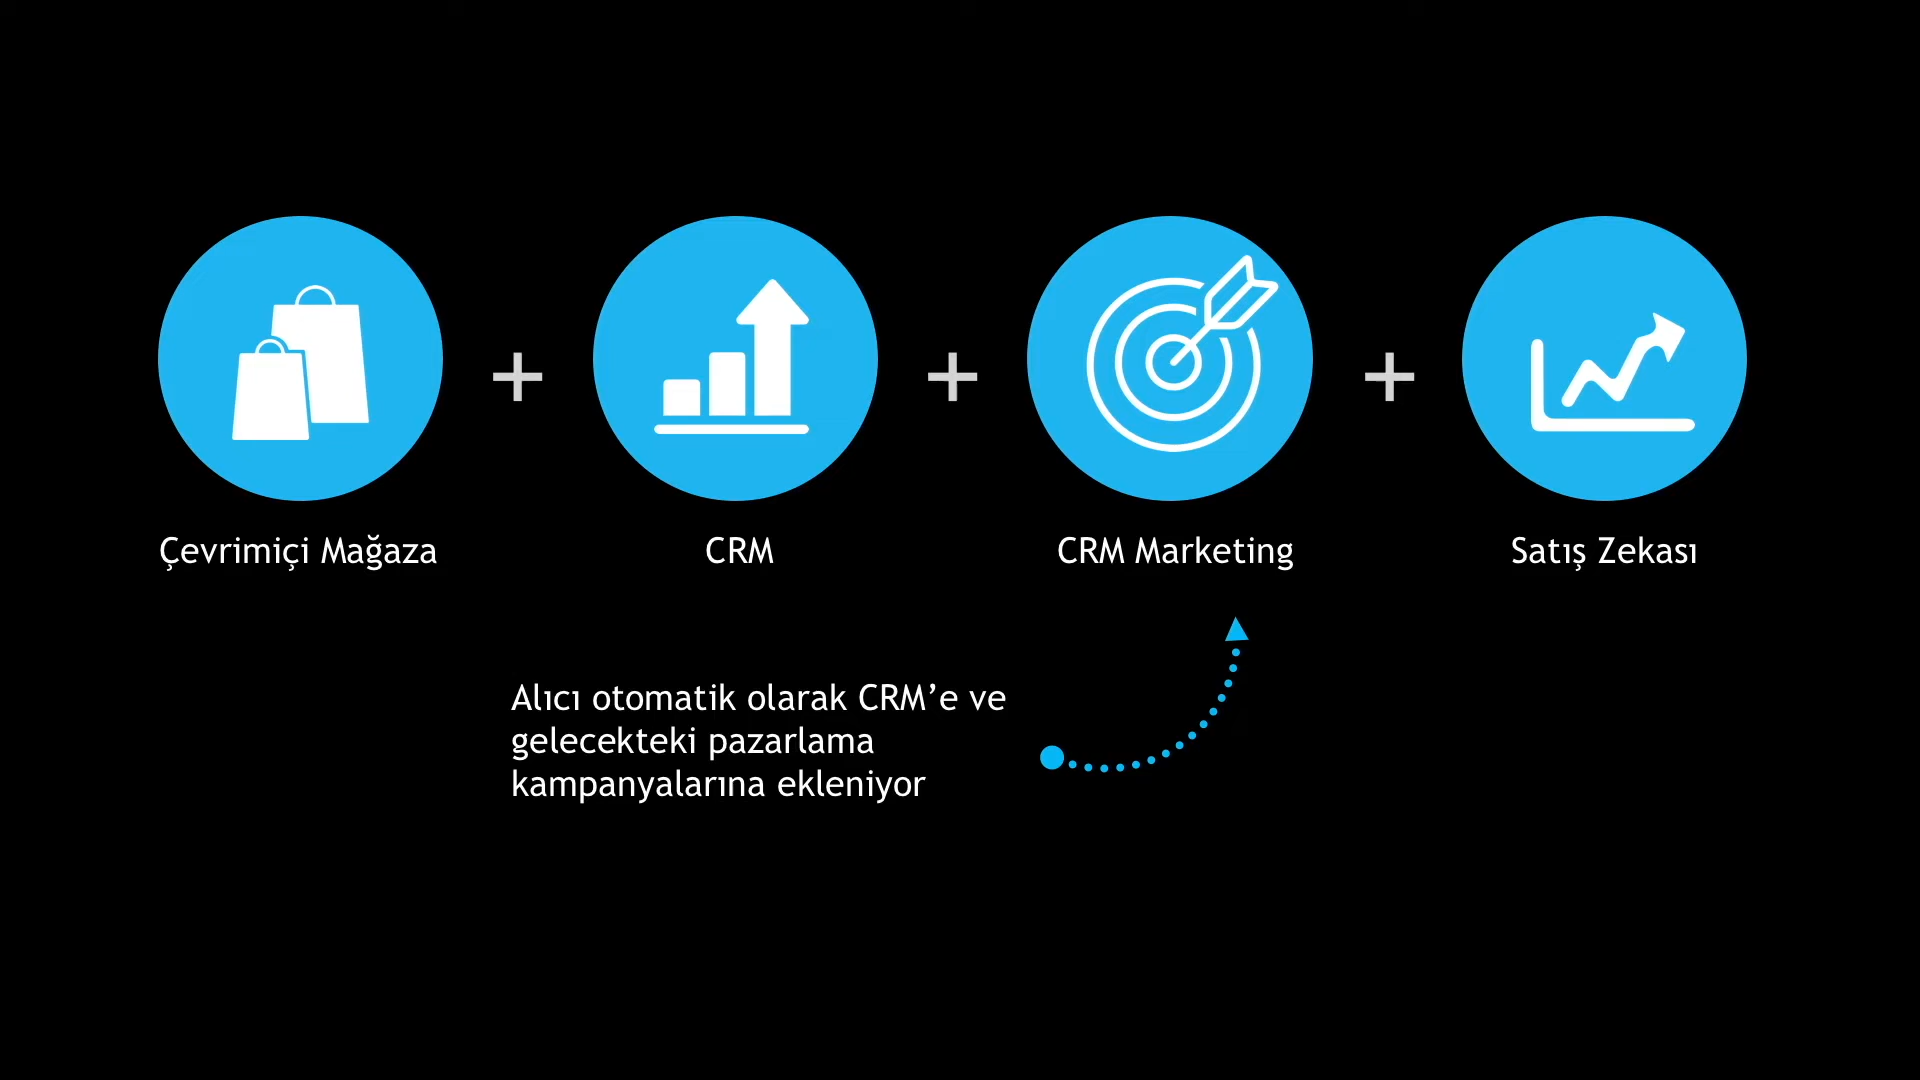 Çevrimiçi Mağaza
CRM
CRM Marketing
Satış Zekası
Alıcı otomatik olarak CRM’e ve
gelecekteki pazarlama
kampanyalarına ekleniyor